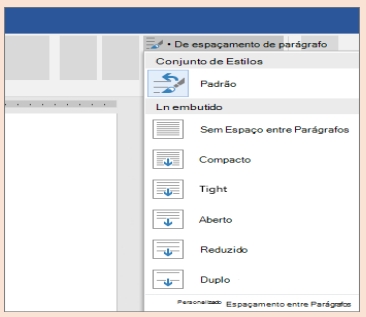 • De espaçamento de parágrafo
Conjunto de Estilos
Padrão
Ln embutido
Sem Espaço entre Parágrafos
Compacto
Tight
Aberto
Reduzido
Duplo
Personalizado Espaçamento entre Parágrafos